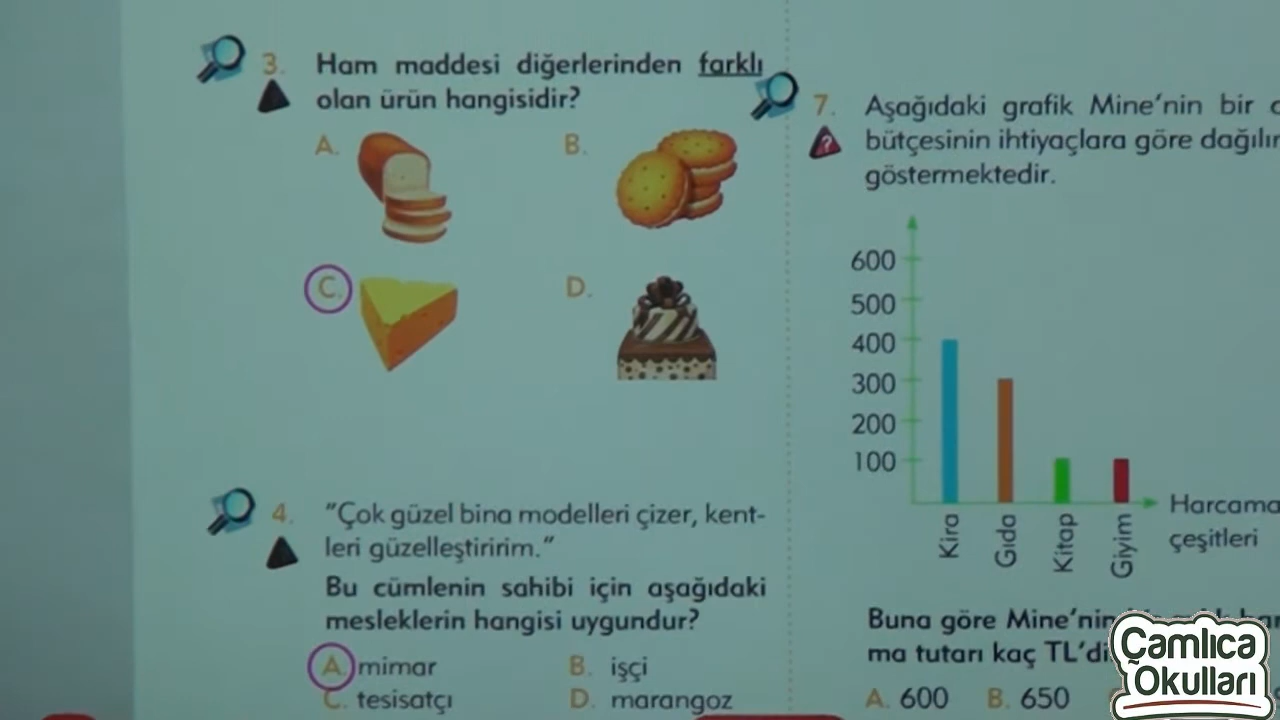 3. Ham maddesi diğerlerinden farklı
olan ürün hangisidir?
A.
B.
C.
D.
4. "Çok güzel bina modelleri çizer, kent-
leri güzelleştiririm."
Bu cümlenin sahibi için aşağıdaki
mesleklerin hangisi uygundur?
A. mimar
B. işçi
C. tesisatçı
D. marangoz
7. Aşağıdaki grafik Mine'nin bir
bütçesinin ihtiyaçlara göre
göstermektedir.
600
500
400
300
200
100
Kira
Gıda
Kitap
Giyim
Harcama
çeşitleri
Buna göre Mine'nin
ma tutarı kaç
A. 600 B. 650
Çamlıca
Okulları